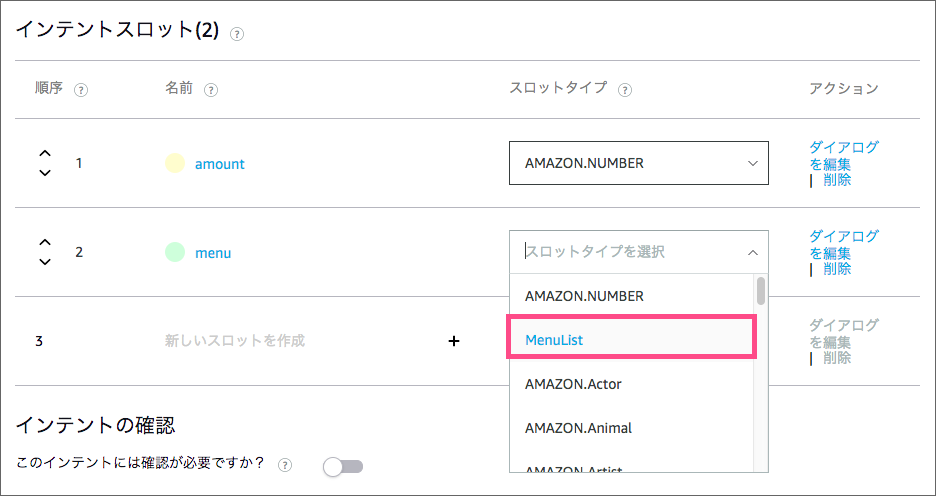 インテントスロット(2) ?
順序 ? 名前 ? スロットタイプ ? アクション
1 amount AMAZON.NUMBER ダイアログ
を編集
| 削除
2 menu スロットタイプを選択 ダイアログ
を編集
| 削除
AMAZON.NUMBER
MenuList
3 新しいスロットを作成 + ダイアログ
を編集
| 削除
AMAZON.Actor
AMAZON.Animal
AMAZON.Artist
インテントの確認
このインテントには確認が必要ですか？ ?